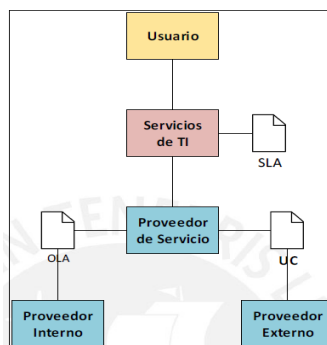 Usuario
Servicios
de TI
SLA
Proveedor
de Servicio
OLA
UC
Proveedor
Interno
Proveedor
Externo